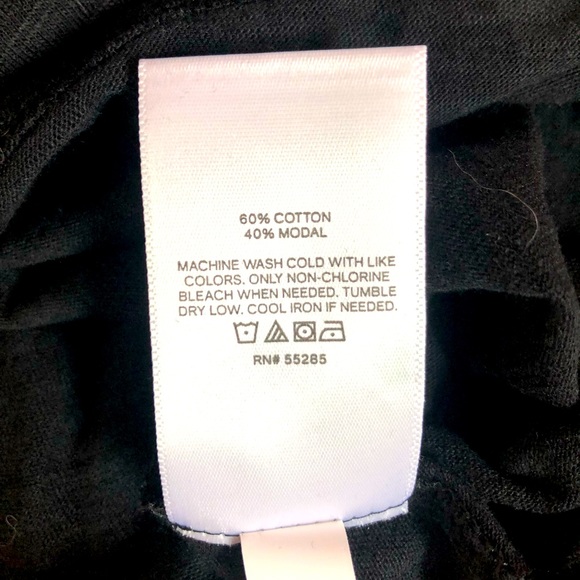 60% COTTON
40% MODAL
MACHINE WASH COLD WITH LIKE
COLORS. ONLY NON-CHLORINE
BLEACH WHEN NEEDED. TUMBLE
DRY LOW. COOL IRON IF NEEDED.
RN# 55285